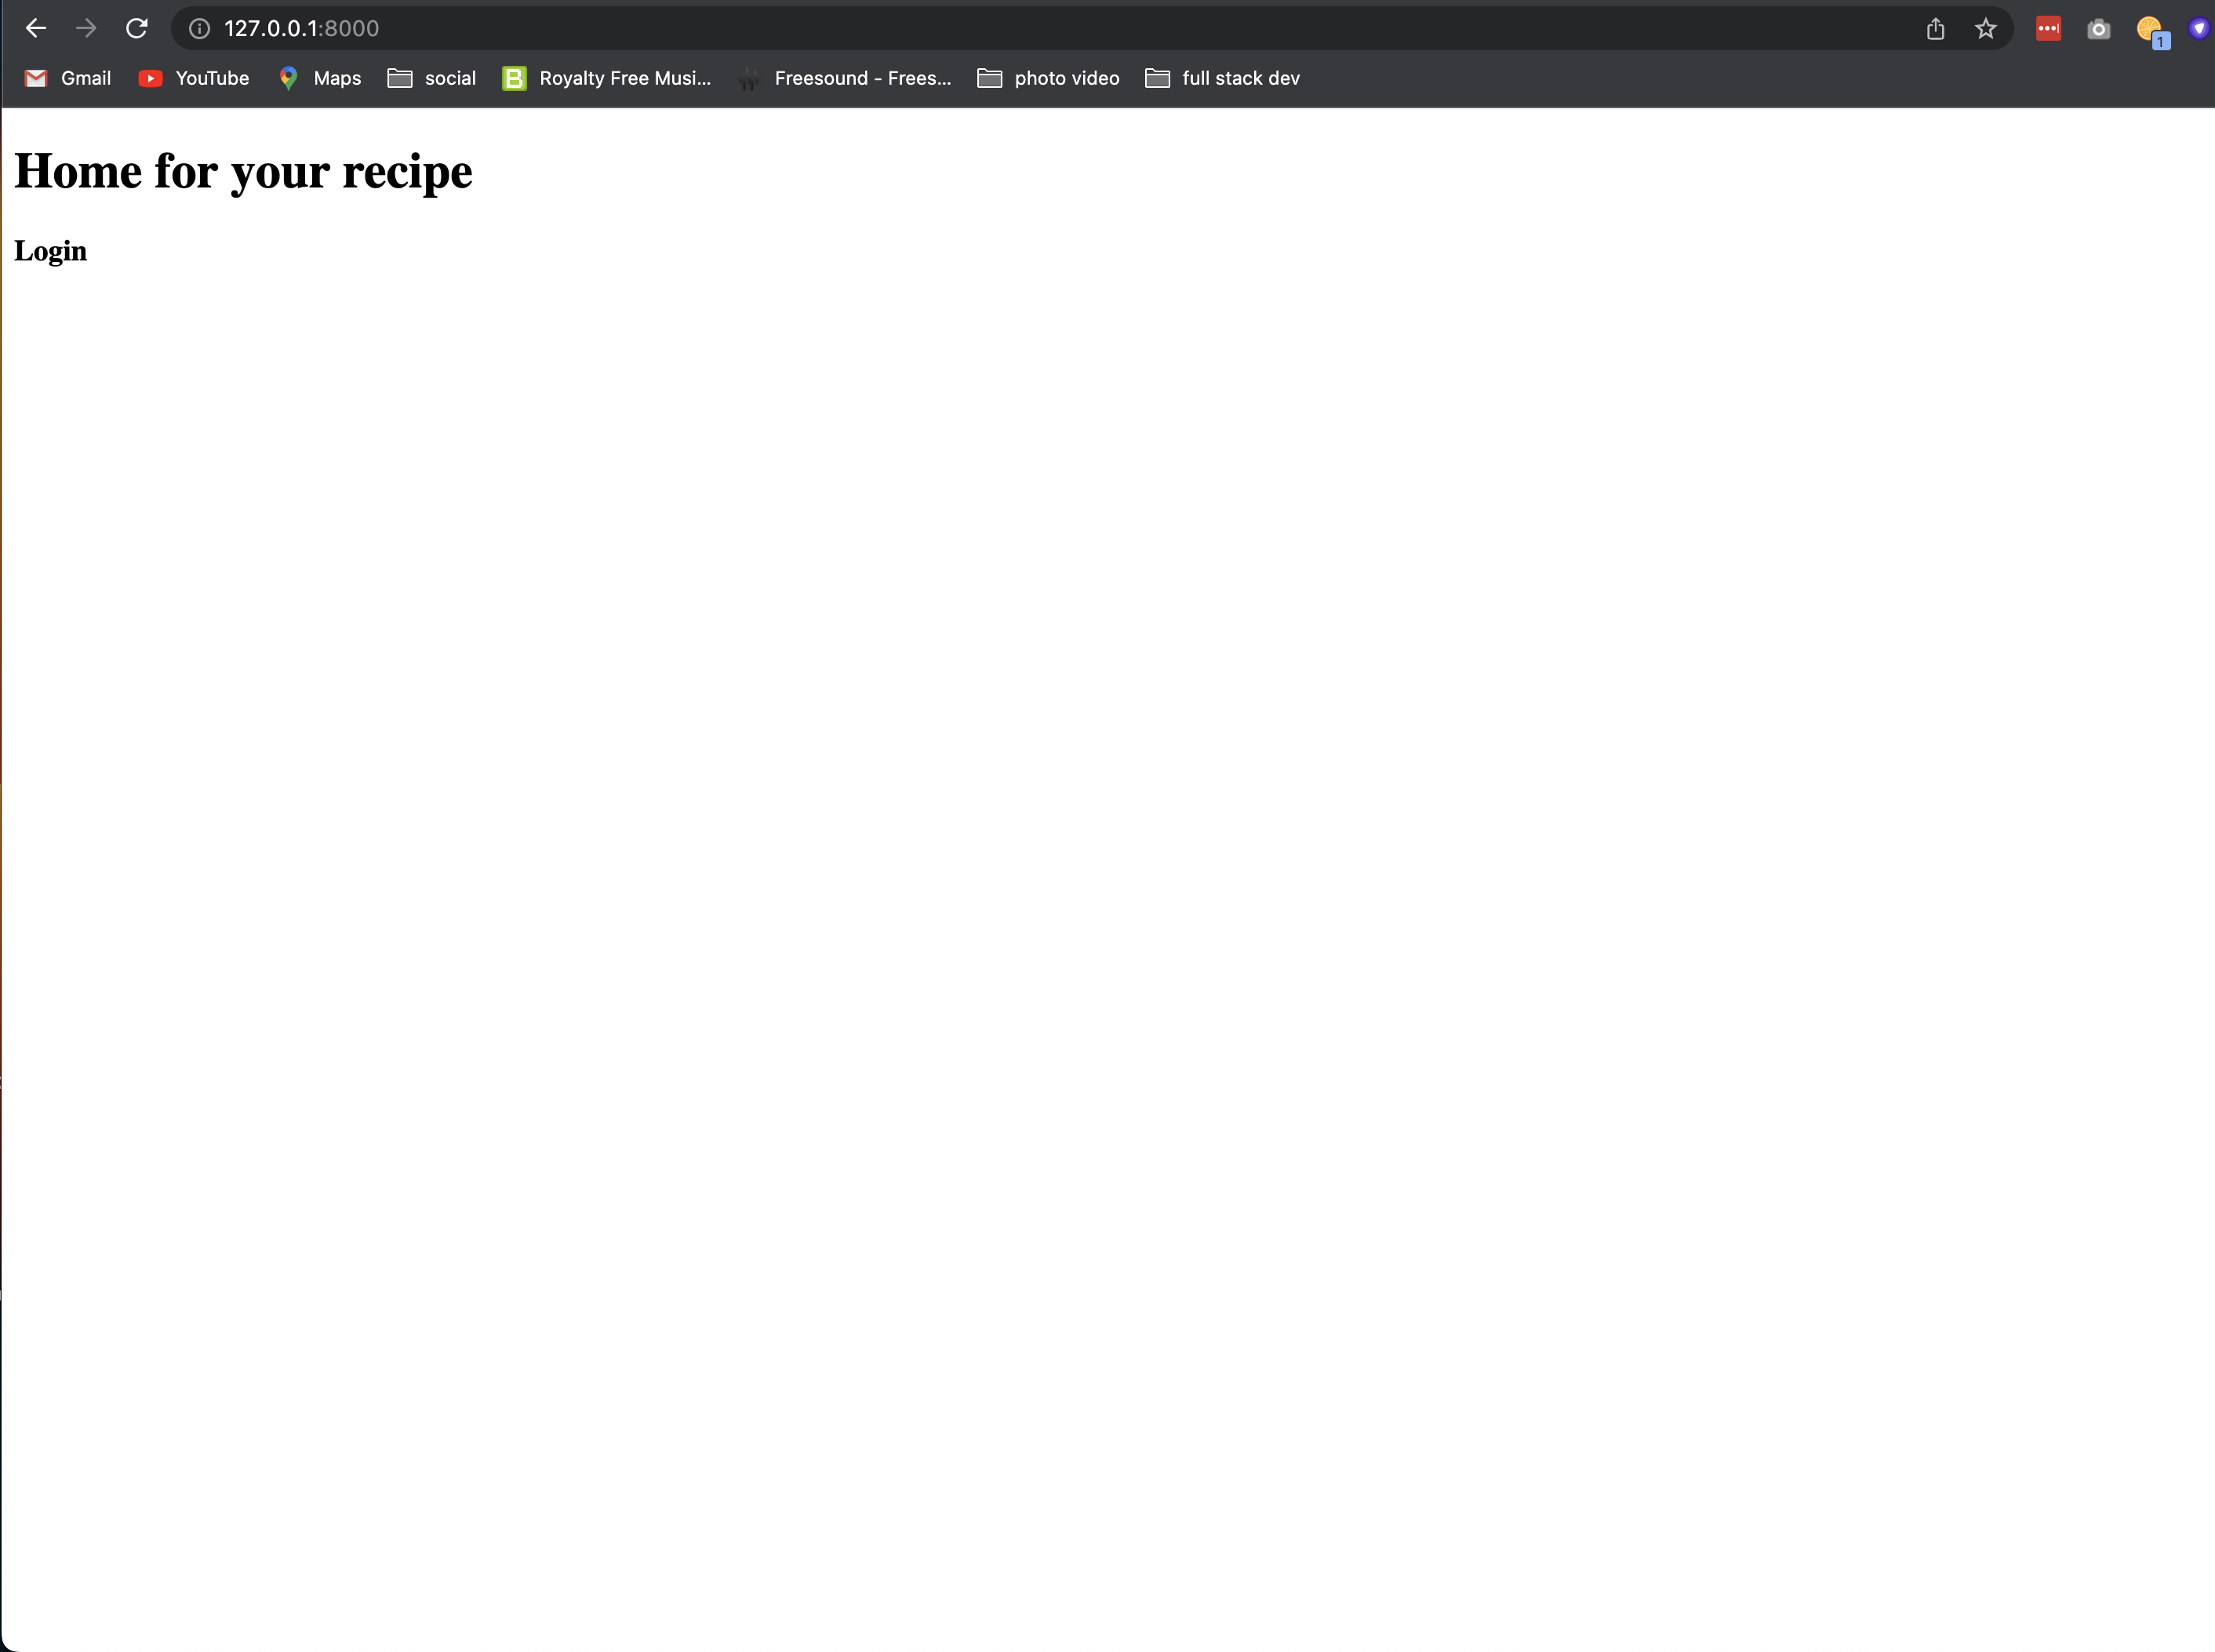 127.0.0.1:8000
1
Gmail YouTube Maps social B Royalty Free Musi... Freesound - Frees... photo video full stack dev
Home for your recipe
Login